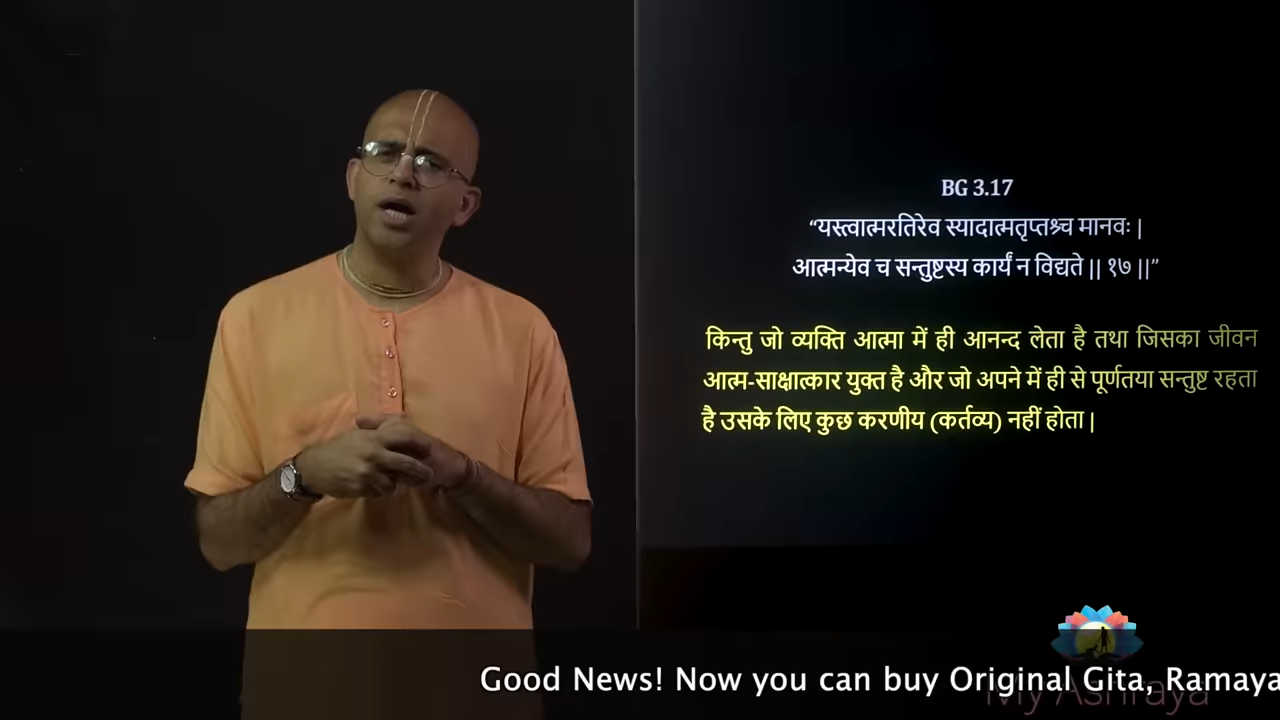 BG 3.17
“यस्त्वात्मरतिरेव स्यादात्मतृप्तश्र्च मानवः |
आत्मन्येव च सन्तुष्टस्य कार्यं न विद्यते || १७ ||”
किन्तु जो व्यक्ति आत्मा में ही आनन्द लेता है तथा जिसका जीवन
आत्म-साक्षात्कार युक्त है और जो अपने में ही से पूर्णतया सन्तुष्ट रहता
है उसके लिए कुछ करणीय (कर्तव्य) नहीं होता |
Good News! Now you can buy Original Gita, Ramaya
My Ashraya